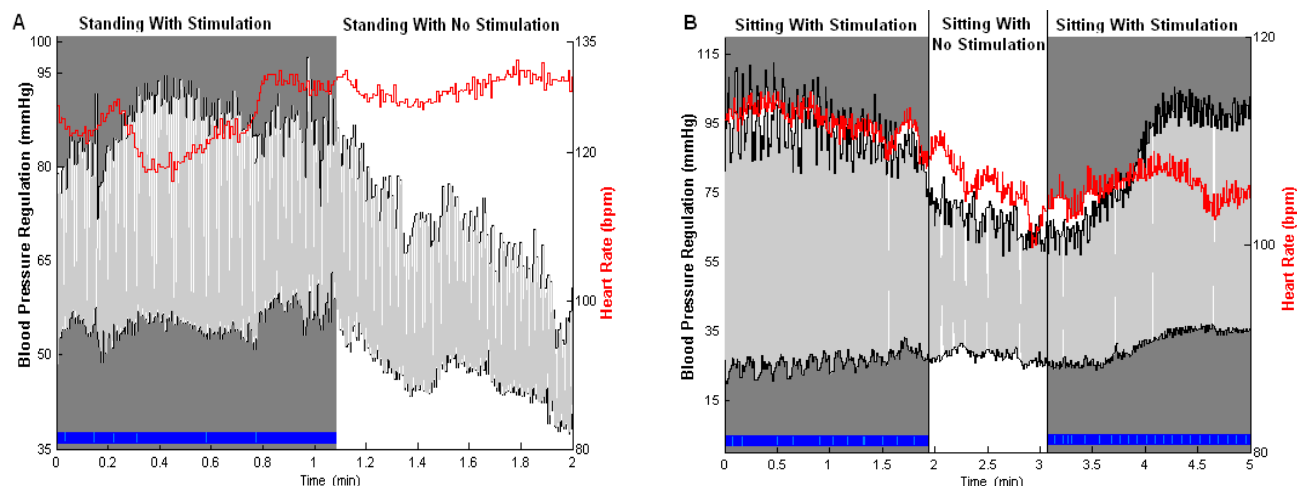 A
Standing With Stimulation
Standing With No Stimulation
100
95
80
65
50
35
Blood Pressure Regulation (mmHg)
135
120
100
80
Heart Rate (bpm)
0
0.2
0.4
0.6
0.8
1
1.2
1.4
1.6
1.8
2
Time (min)
B
Sitting With Stimulation
Sitting With
No Stimulation
Sitting With Stimulation
115
95
75
55
35
15
Blood Pressure Regulation (mmHg)
120
100
80
Heart Rate (bpm)
0
0.5
1
1.5
2
2.5
3
3.5
4
4.5
5
Time (min)